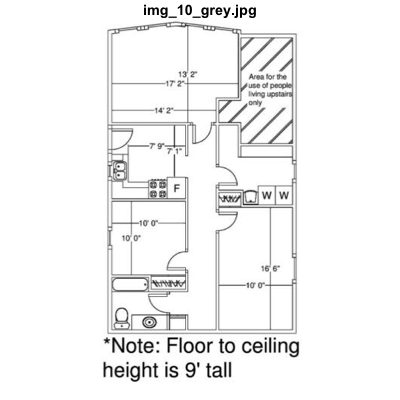 img_10_grey.jpg
13' 2"
17' 2"
14' 2"
Area for the
use of people
living upstairs
only
7' 9"
7' 1"
F
W W
10' 0"
10' 0"
16' 6"
10' 0"
*Note: Floor to ceiling
height is 9' tall